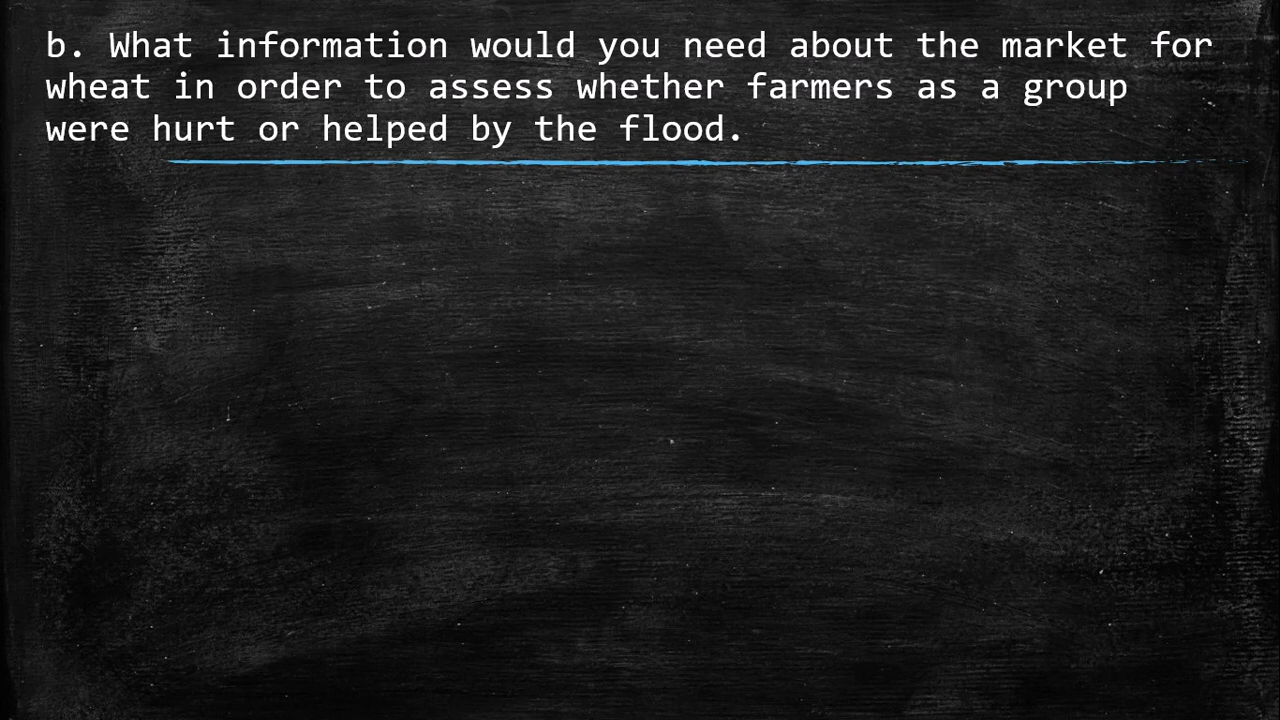 b. What information would you need about the market for
wheat in order to assess whether farmers as a group
were hurt or helped by the flood.